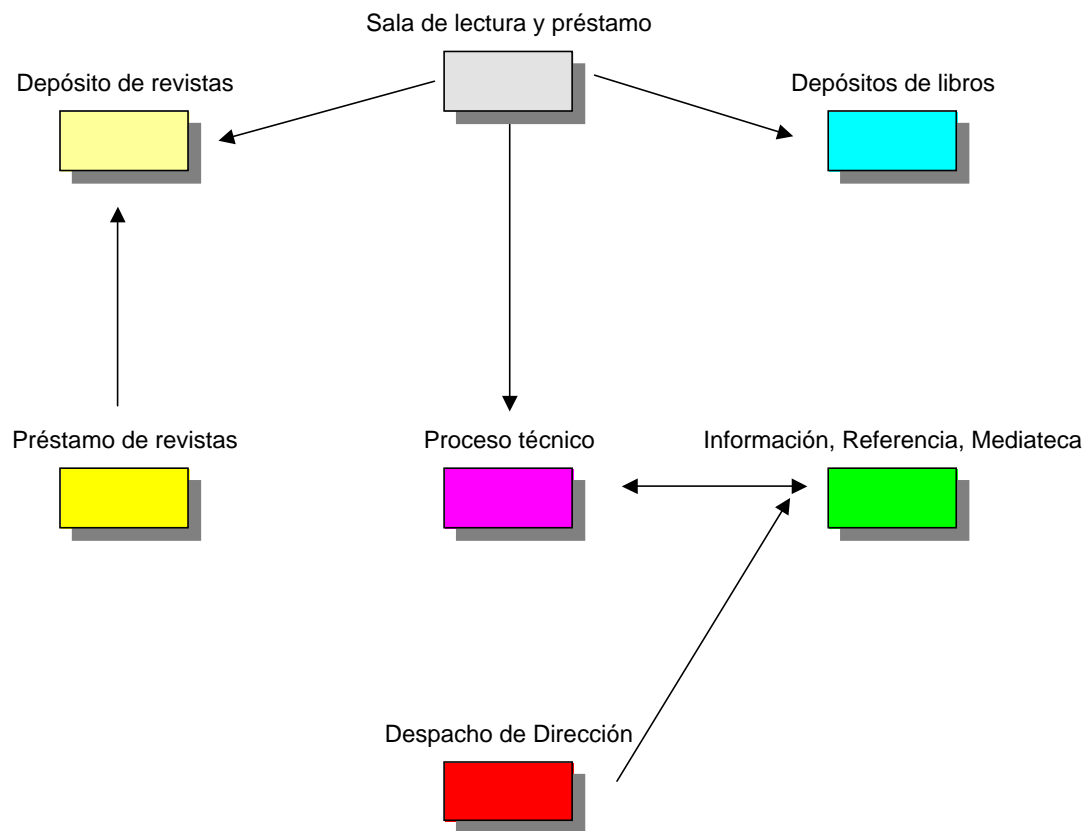 Sala de lectura y préstamo
Depósito de revistas
Depósitos de libros
Préstamo de revistas
Proceso técnico
Información, Referencia, Mediateca
Despacho de Dirección